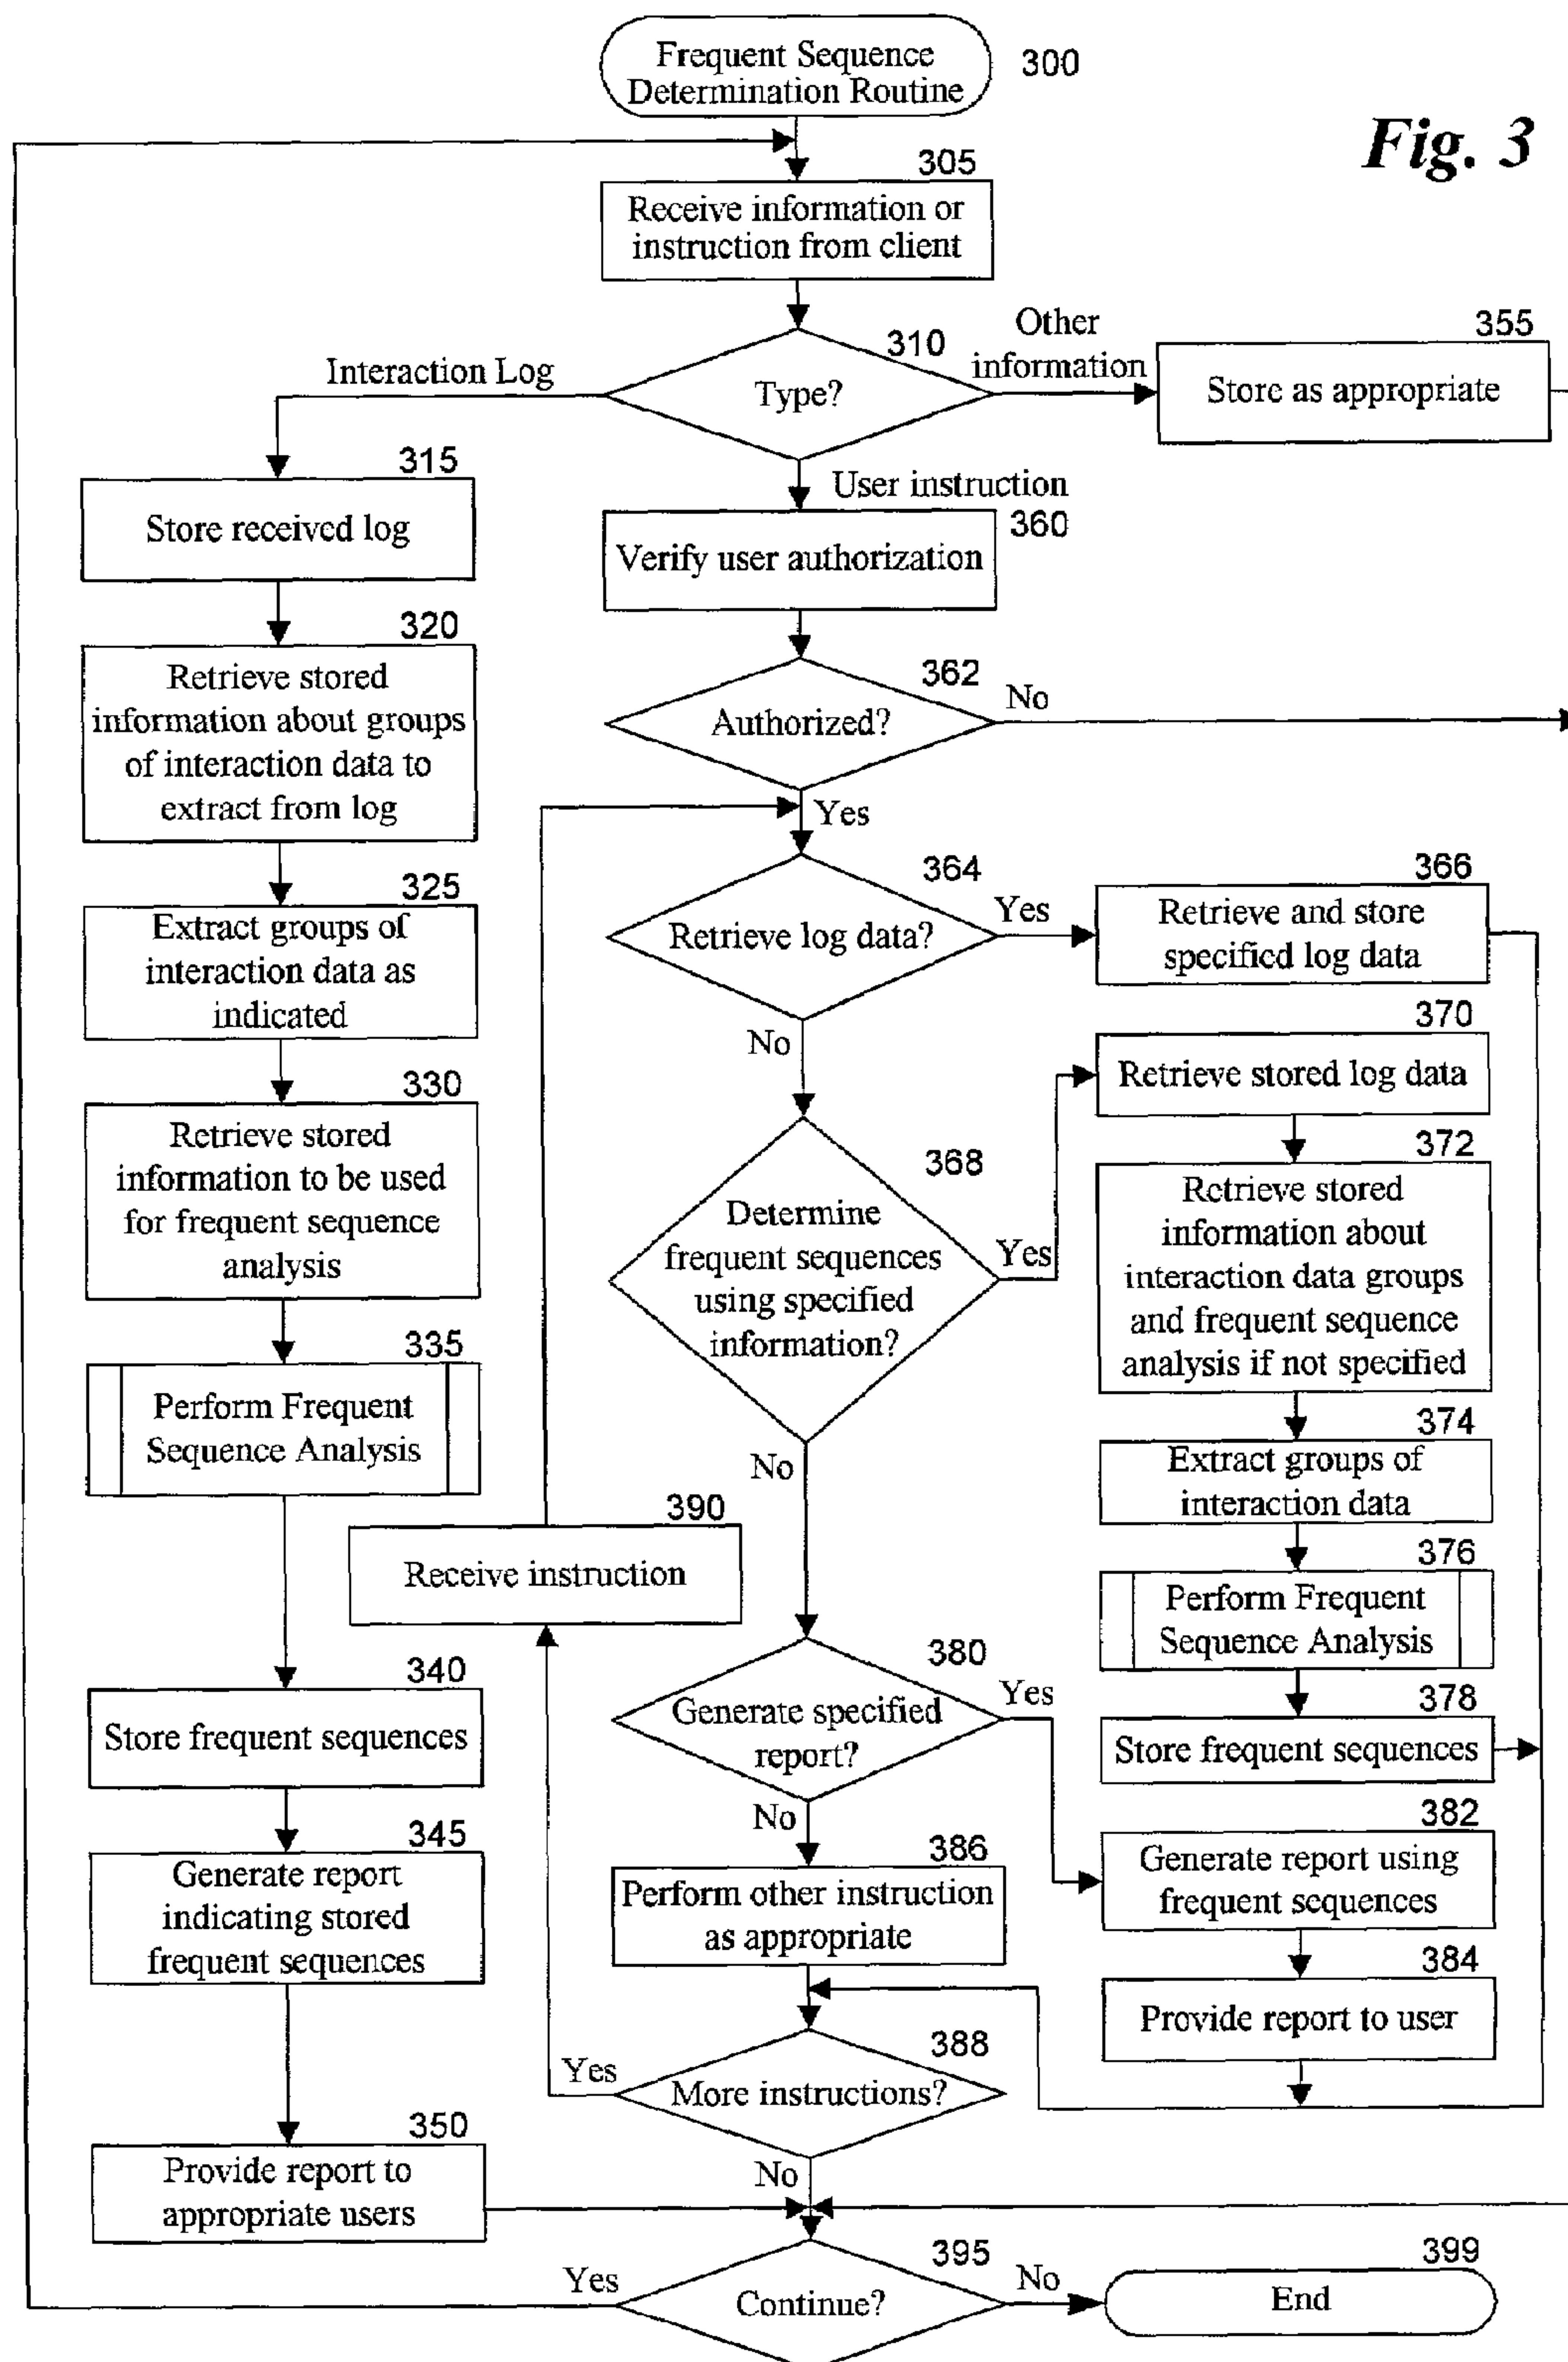 Frequent Sequence
Determination Routine
300
Fig. 3
305
Receive information or
instruction from client
310
Type?
Interaction Log
Other
information
355
Store as appropriate
User instruction
315
Store received log
360
Verify user authorization
320
Retrieve stored
information about groups
of interaction data to
extract from log
362
Authorized?
No
Yes
325
Extract groups of
interaction data as
indicated
364
Retrieve log data?
Yes
No
366
Retrieve and store
specified log data
330
Retrieve stored
information to be used
for frequent sequence
analysis
368
Determine
frequent sequences
using specified
information?
Yes
No
370
Retrieve stored log data
372
Retrieve stored
information about
interaction data groups
and frequent sequence
analysis if not specified
335
Perform Frequent
Sequence Analysis
374
Extract groups of
interaction data
390
Receive instruction
376
Perform Frequent
Sequence Analysis
340
Store frequent sequences
380
Generate specified
report?
Yes
No
378
Store frequent sequences
345
Generate report
indicating stored
frequent sequences
386
Perform other instruction
as appropriate
382
Generate report using
frequent sequences
384
Provide report to user
388
More instructions?
Yes
No
350
Provide report to
appropriate users
395
Continue?
Yes
No
399
End